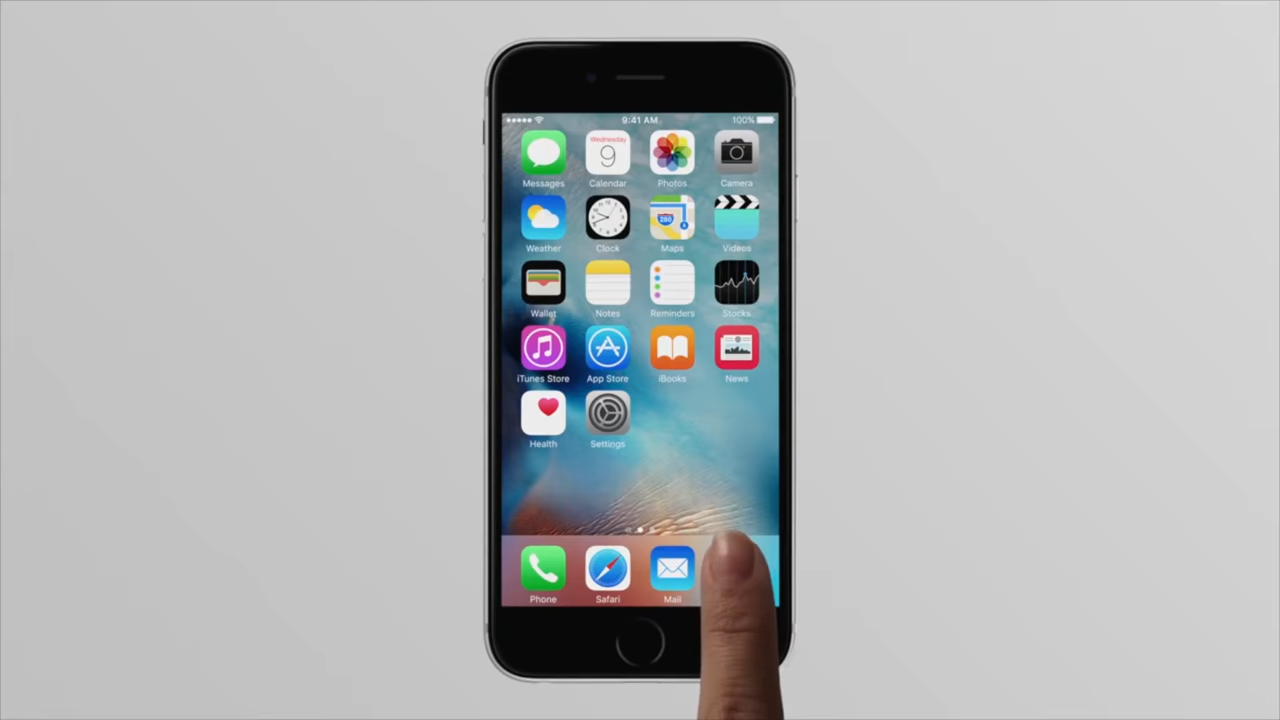 9:41 AM 100%
Wednesday
9
Messages Calendar Photos Camera
280
Weather Clock Maps Videos
Wallet Notes Reminders Stocks
iTunes Store App Store iBooks News
Health Settings
Phone Safari Mail